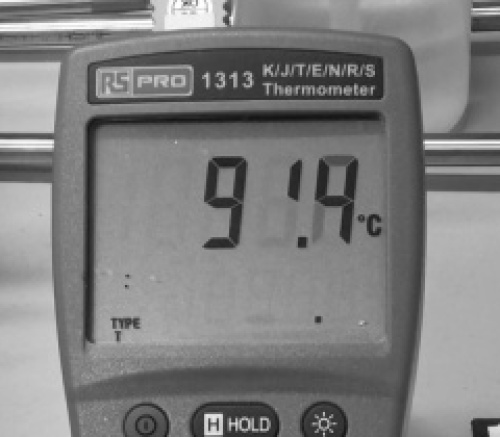 RS PRO 1313 K/J/T/E/N/R/S
Thermometer
91.4 °C
TYPE
T
H HOLD